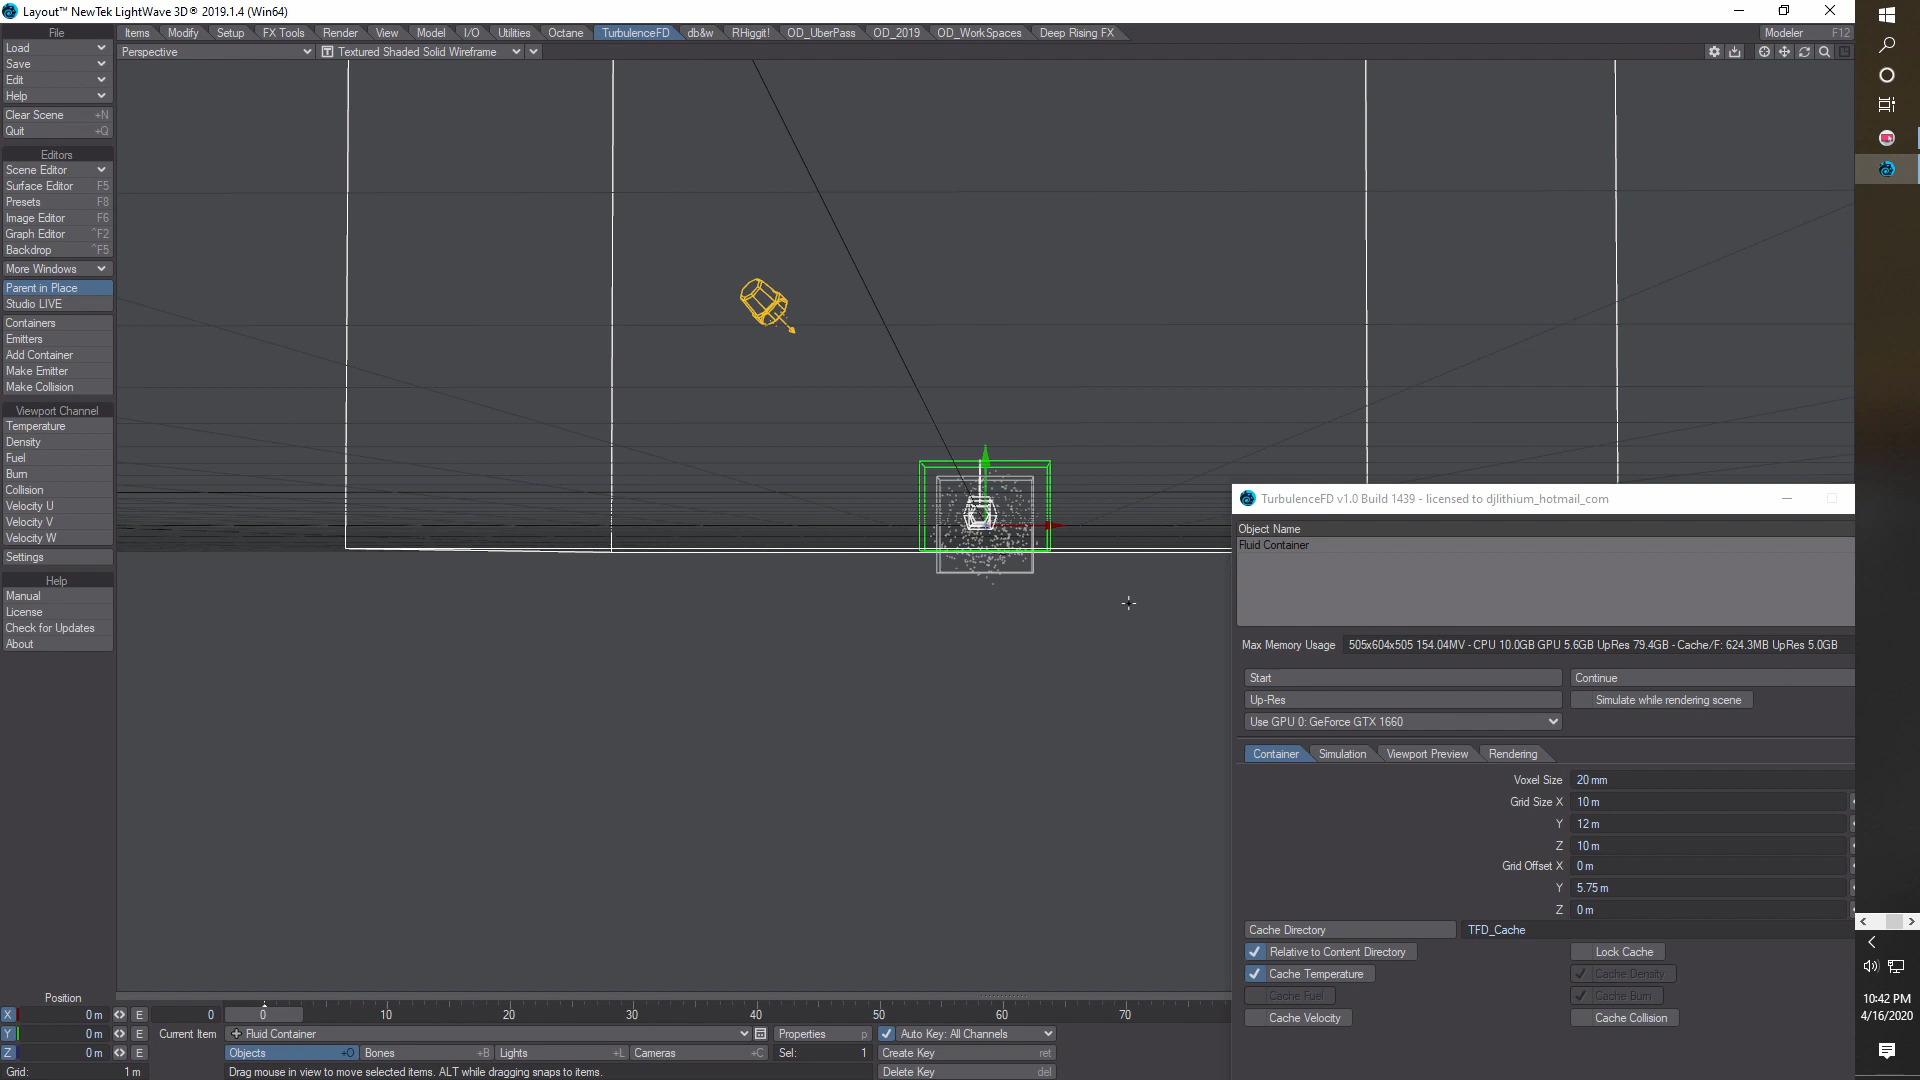 Layout™ NewTek LightWave 3D® 2019.1.4 (Win64)
File
Items Modify Setup FX Tools Render View Model I/O Utilities Octane TurbulenceFD db&w RHiggit! OD_UberPass OD_2019 OD_WorkSpaces Deep Rising FX
Modeler F12
Load
Perspective
Textured Shaded Solid Wireframe
Save
Edit
Help
Clear Scene +N
Quit +Q
Editors
Scene Editor
Surface Editor F5
Presets F8
Image Editor F6
Graph Editor ^F2
Backdrop ^F5
More Windows
Parent in Place
Studio LIVE
Containers
Emitters
Add Container
Make Emitter
Make Collision
Viewport Channel
Temperature
Density
Fuel
Burn
Collision
Velocity U
Velocity V
Velocity W
Settings
Help
Manual
License
Check for Updates
About
TurbulenceFD v1.0 Build 1439 - licensed to djlithium_hotmail_com
Object Name
Fluid Container
Max Memory Usage 505x604x505 154.04MV - CPU 10.0GB GPU 5.6GB UpRes 79.4GB - Cache/F: 624.3MB UpRes 5.0GB
Start Continue
Up-Res Simulate while rendering scene
Use GPU 0: GeForce GTX 1660
Container Simulation Viewport Preview Rendering
Voxel Size 20 mm
Grid Size X 10 m
Y 12 m
Z 10 m
Grid Offset X 0 m
Y 5.75 m
Z 0 m
Cache Directory TFD_Cache
Relative to Content Directory Lock Cache
Cache Temperature Cache Density
Cache Fuel Cache Burn
Cache Velocity Cache Collision
Position
X 0 m E 0 0 10 20 30 40 50 60 70
Y 0 m E Current Item Fluid Container Properties p Auto Key: All Channels
Z 0 m E Objects +O Bones +B Lights +L Cameras +C Sel: 1 Create Key ret
Grid: 1 m Drag mouse in view to move selected items. ALT while dragging snaps to items. Delete Key del
10:42 PM
4/16/2020